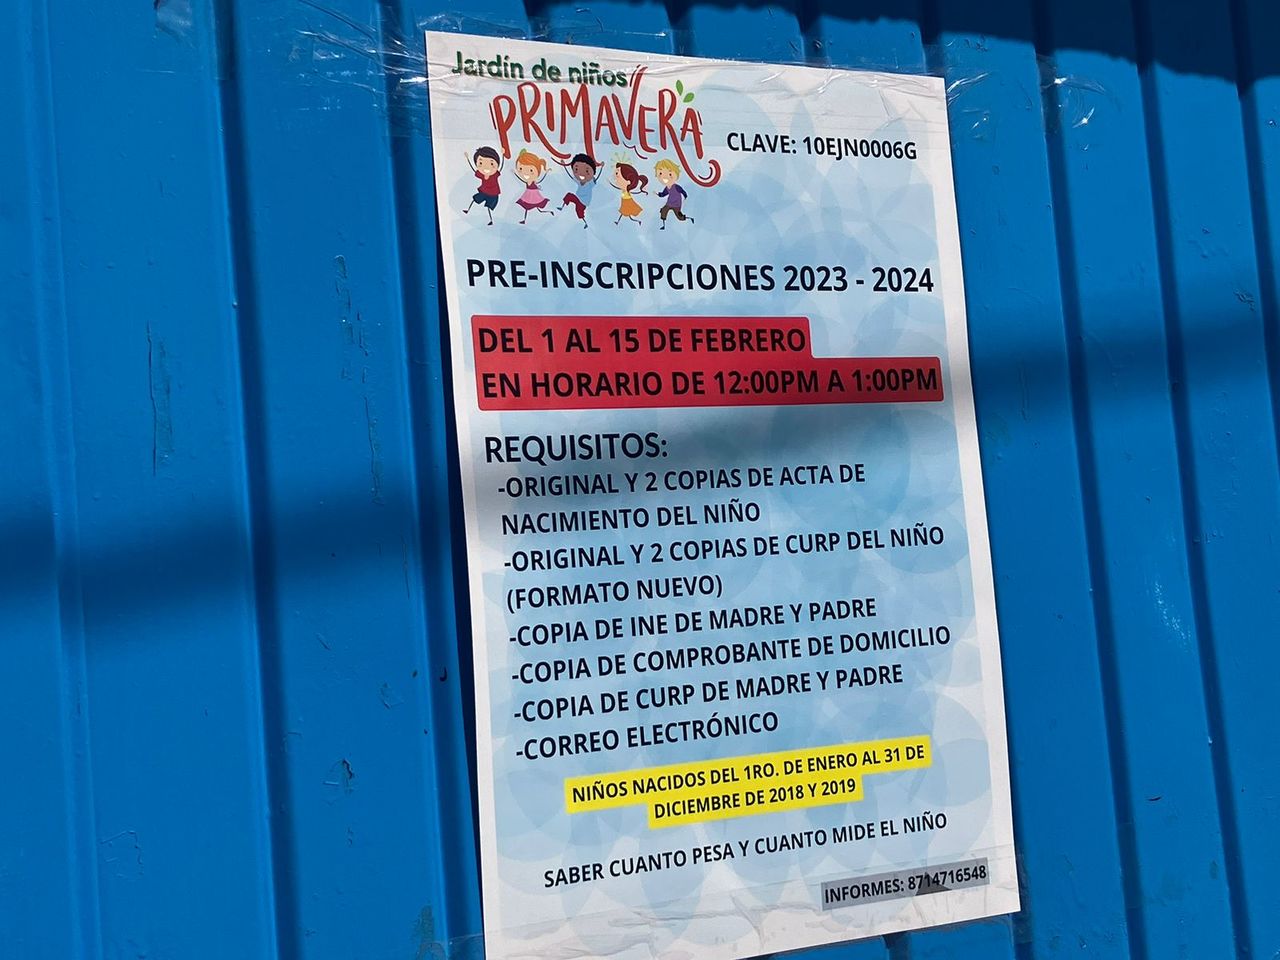 Jardín de niños
PRIMAVERA
CLAVE: 10EJN0006G
PRE-INSCRIPCIONES 2023 - 2024
DEL 1 AL 15 DE FEBRERO
EN HORARIO DE 12:00PM A 1:00PM
REQUISITOS:
-ORIGINAL Y 2 COPIAS DE ACTA DE
NACIMIENTO DEL NIÑO
-ORIGINAL Y 2 COPIAS DE CURP DEL NIÑO
(FORMATO NUEVO)
-COPIA DE INE DE MADRE Y PADRE
-COPIA DE COMPROBANTE DE DOMICILIO
-COPIA DE CURP DE MADRE Y PADRE
-CORREO ELECTRÓNICO
NIÑOS NACIDOS DEL 1RO. DE ENERO AL 31 DE
DICIEMBRE DE 2018 Y 2019
SABER CUANTO PESA Y CUANTO MIDE EL NIÑO
INFORMES: 8714716548